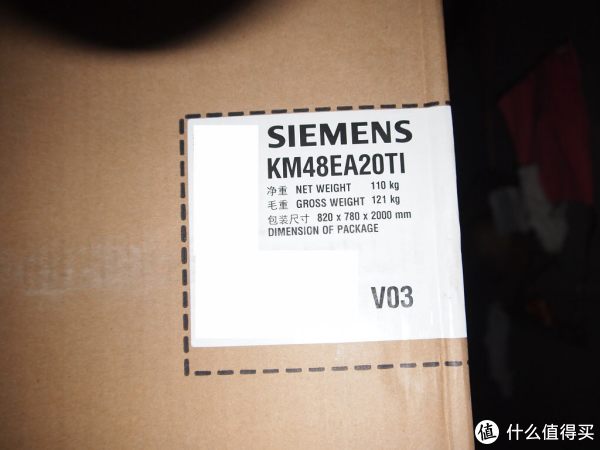 SIEMENS
KM48EA20TI
净重 NET WEIGHT 110 kg
毛重 GROSS WEIGHT 121 kg
包装尺寸 820 x 780 x 2000 mm
DIMENSION OF PACKAGE
V03
值 什么值得买